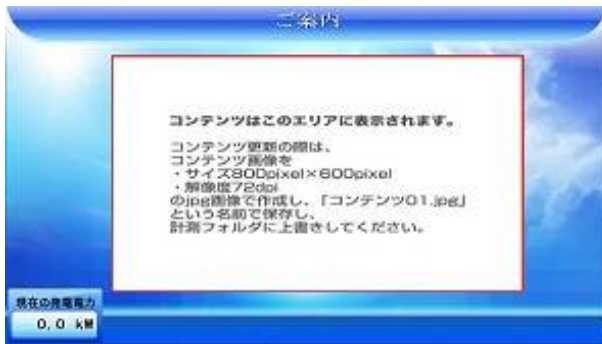 ご案内
コンテンツはこのエリアに表示されます。
コンテンツ更新の際は、
コンテンツ画像を
・サイズ800pixel×600pixel
・解像度72dpi
のjpg画像で作成し、「コンテンツ01.jpg」
という名前で保存し、
計測フォルダに上書きしてください。
現在の発電電力
0.0 kW